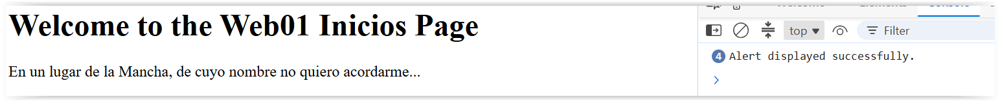 Welcome to the Web01 Inicios Page
En un lugar de la Mancha, de cuyo nombre no quiero acordarme...
top
Filter
4 Alert displayed successfully.